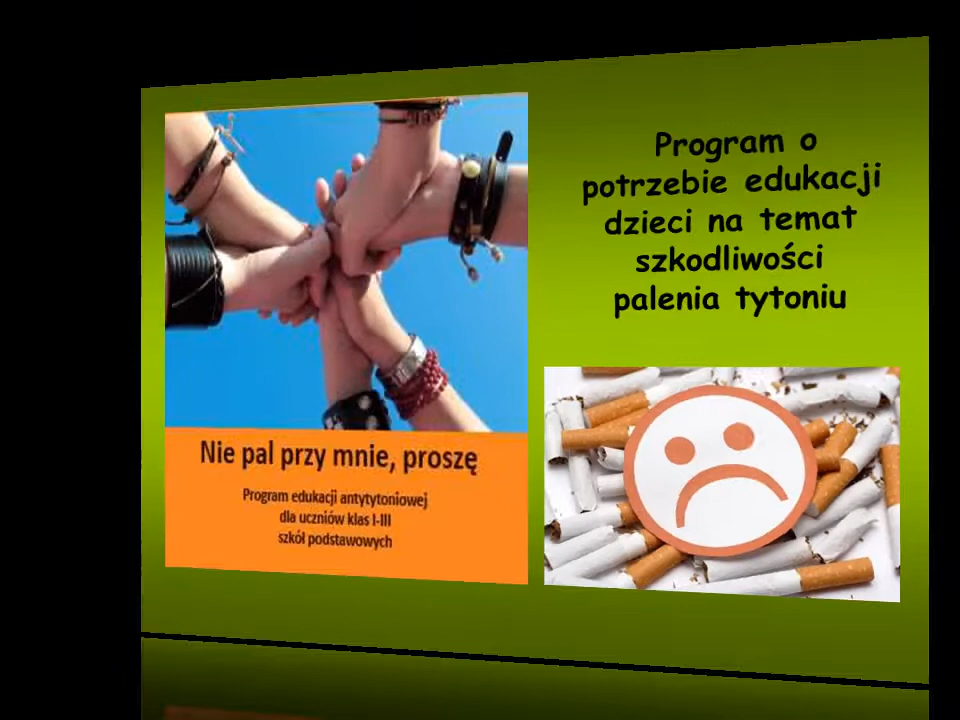 Nie pal przy mnie, proszę
Program edukacji antytytoniowej
dla uczniów klas I-III
szkół podstawowych
Program o
potrzebie edukacji
dzieci na temat
szkodliwości
palenia tytoniu